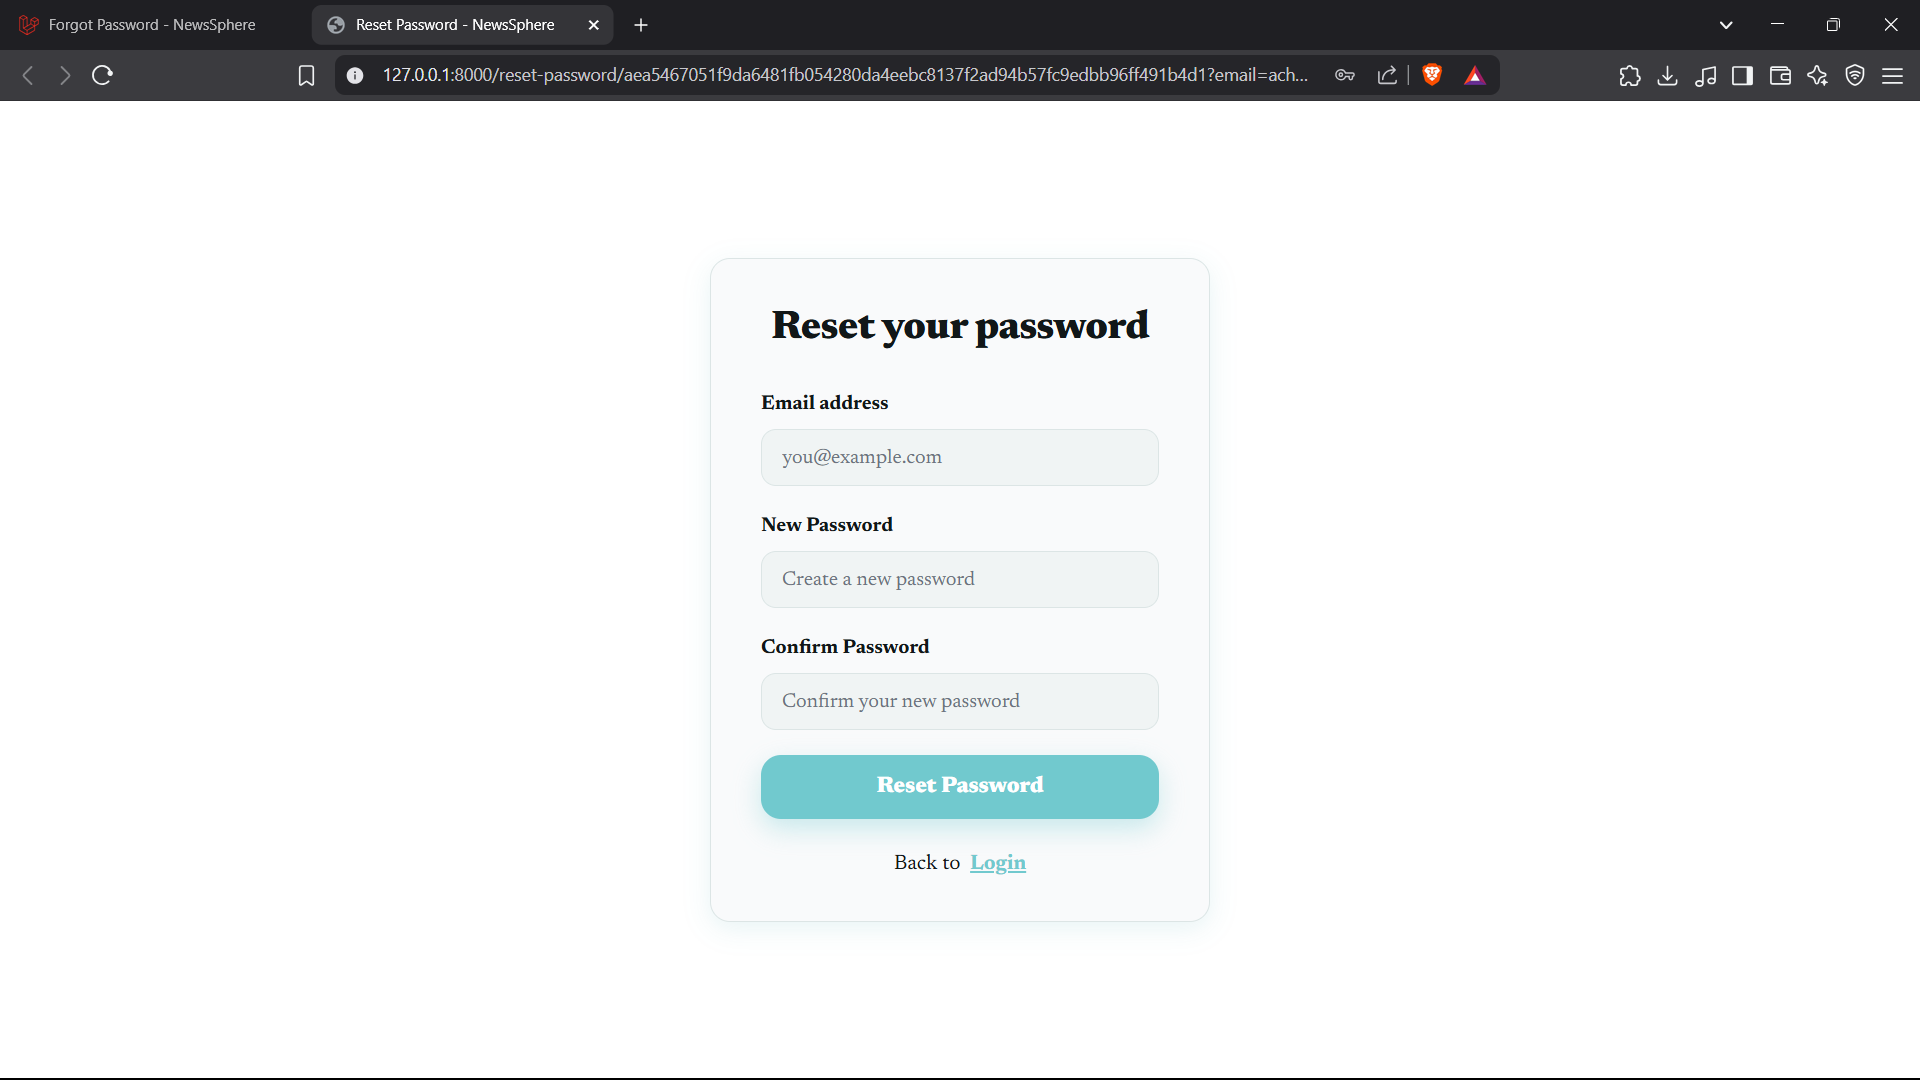 Forgot Password - NewsSphere
Reset Password - NewsSphere
127.0.0.1:8000/reset-password/aea5467051f9da6481fb054280da4eebc8137f2ad94b57fc9edbb96ff491b4d1?email=ach...
Reset your password
Email address
you@example.com
New Password
Create a new password
Confirm Password
Confirm your new password
Reset Password
Back to Login